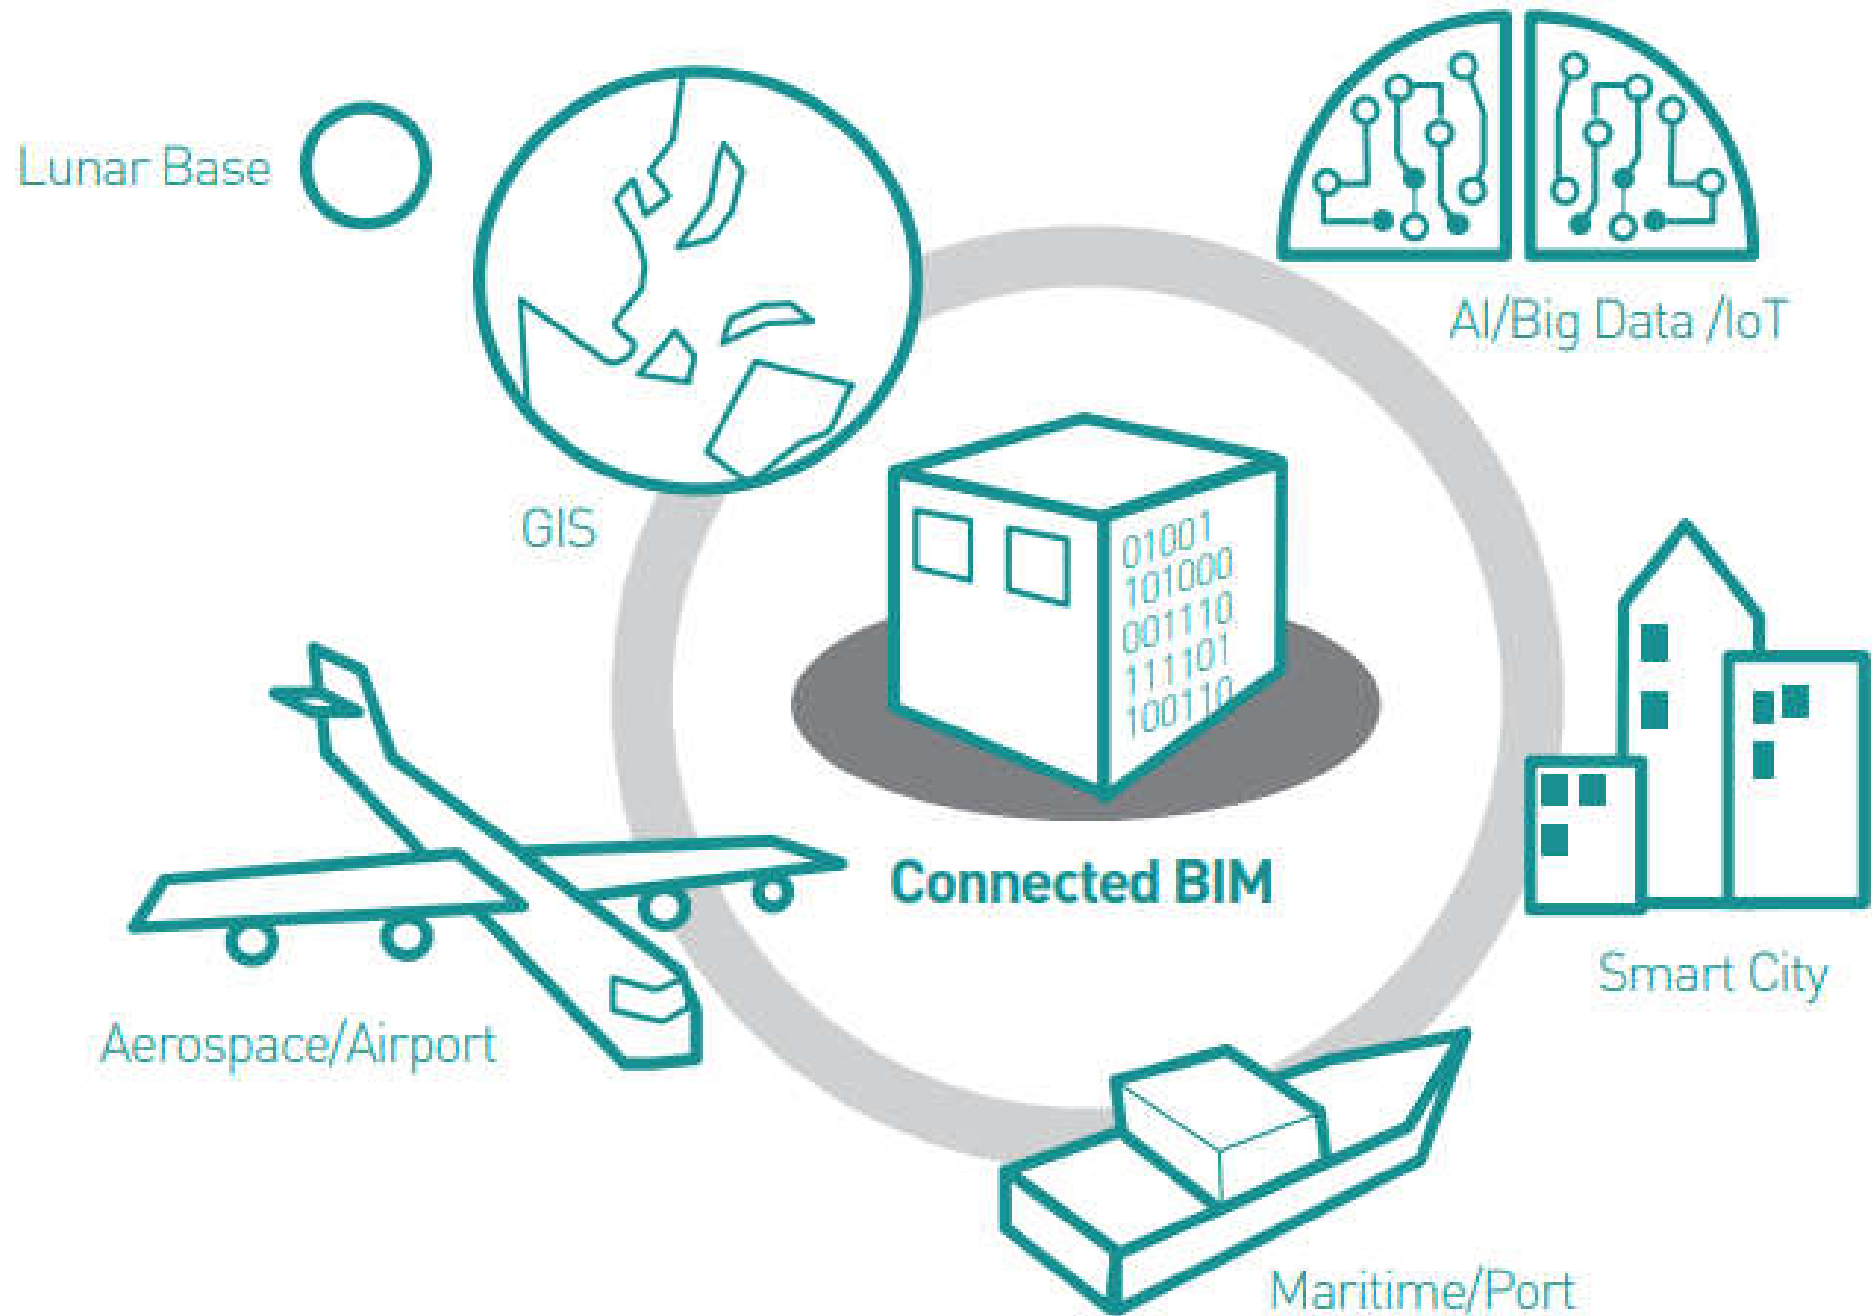 Lunar Base
AI/Big Data /IoT
GIS
01001
101000
001110
111101
100110
Connected BIM
Smart City
Aerospace/Airport
Maritime/Port